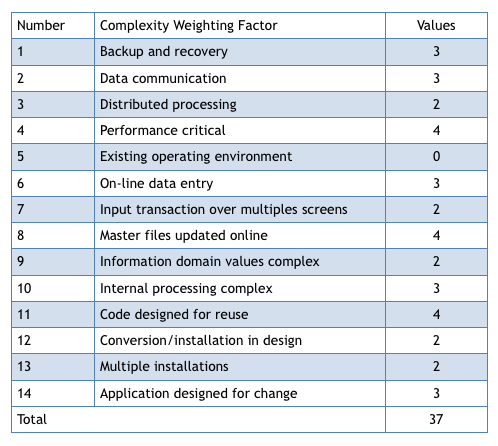 Number Complexity Weighting Factor Values
1 Backup and recovery 3
2 Data communication 3
3 Distributed processing 2
4 Performance critical 4
5 Existing operating environment 0
6 On-line data entry 3
7 Input transaction over multiples screens 2
8 Master files updated online 4
9 Information domain values complex 2
10 Internal processing complex 3
11 Code designed for reuse 4
12 Conversion/installation in design 2
13 Multiple installations 2
14 Application designed for change 3
Total 37